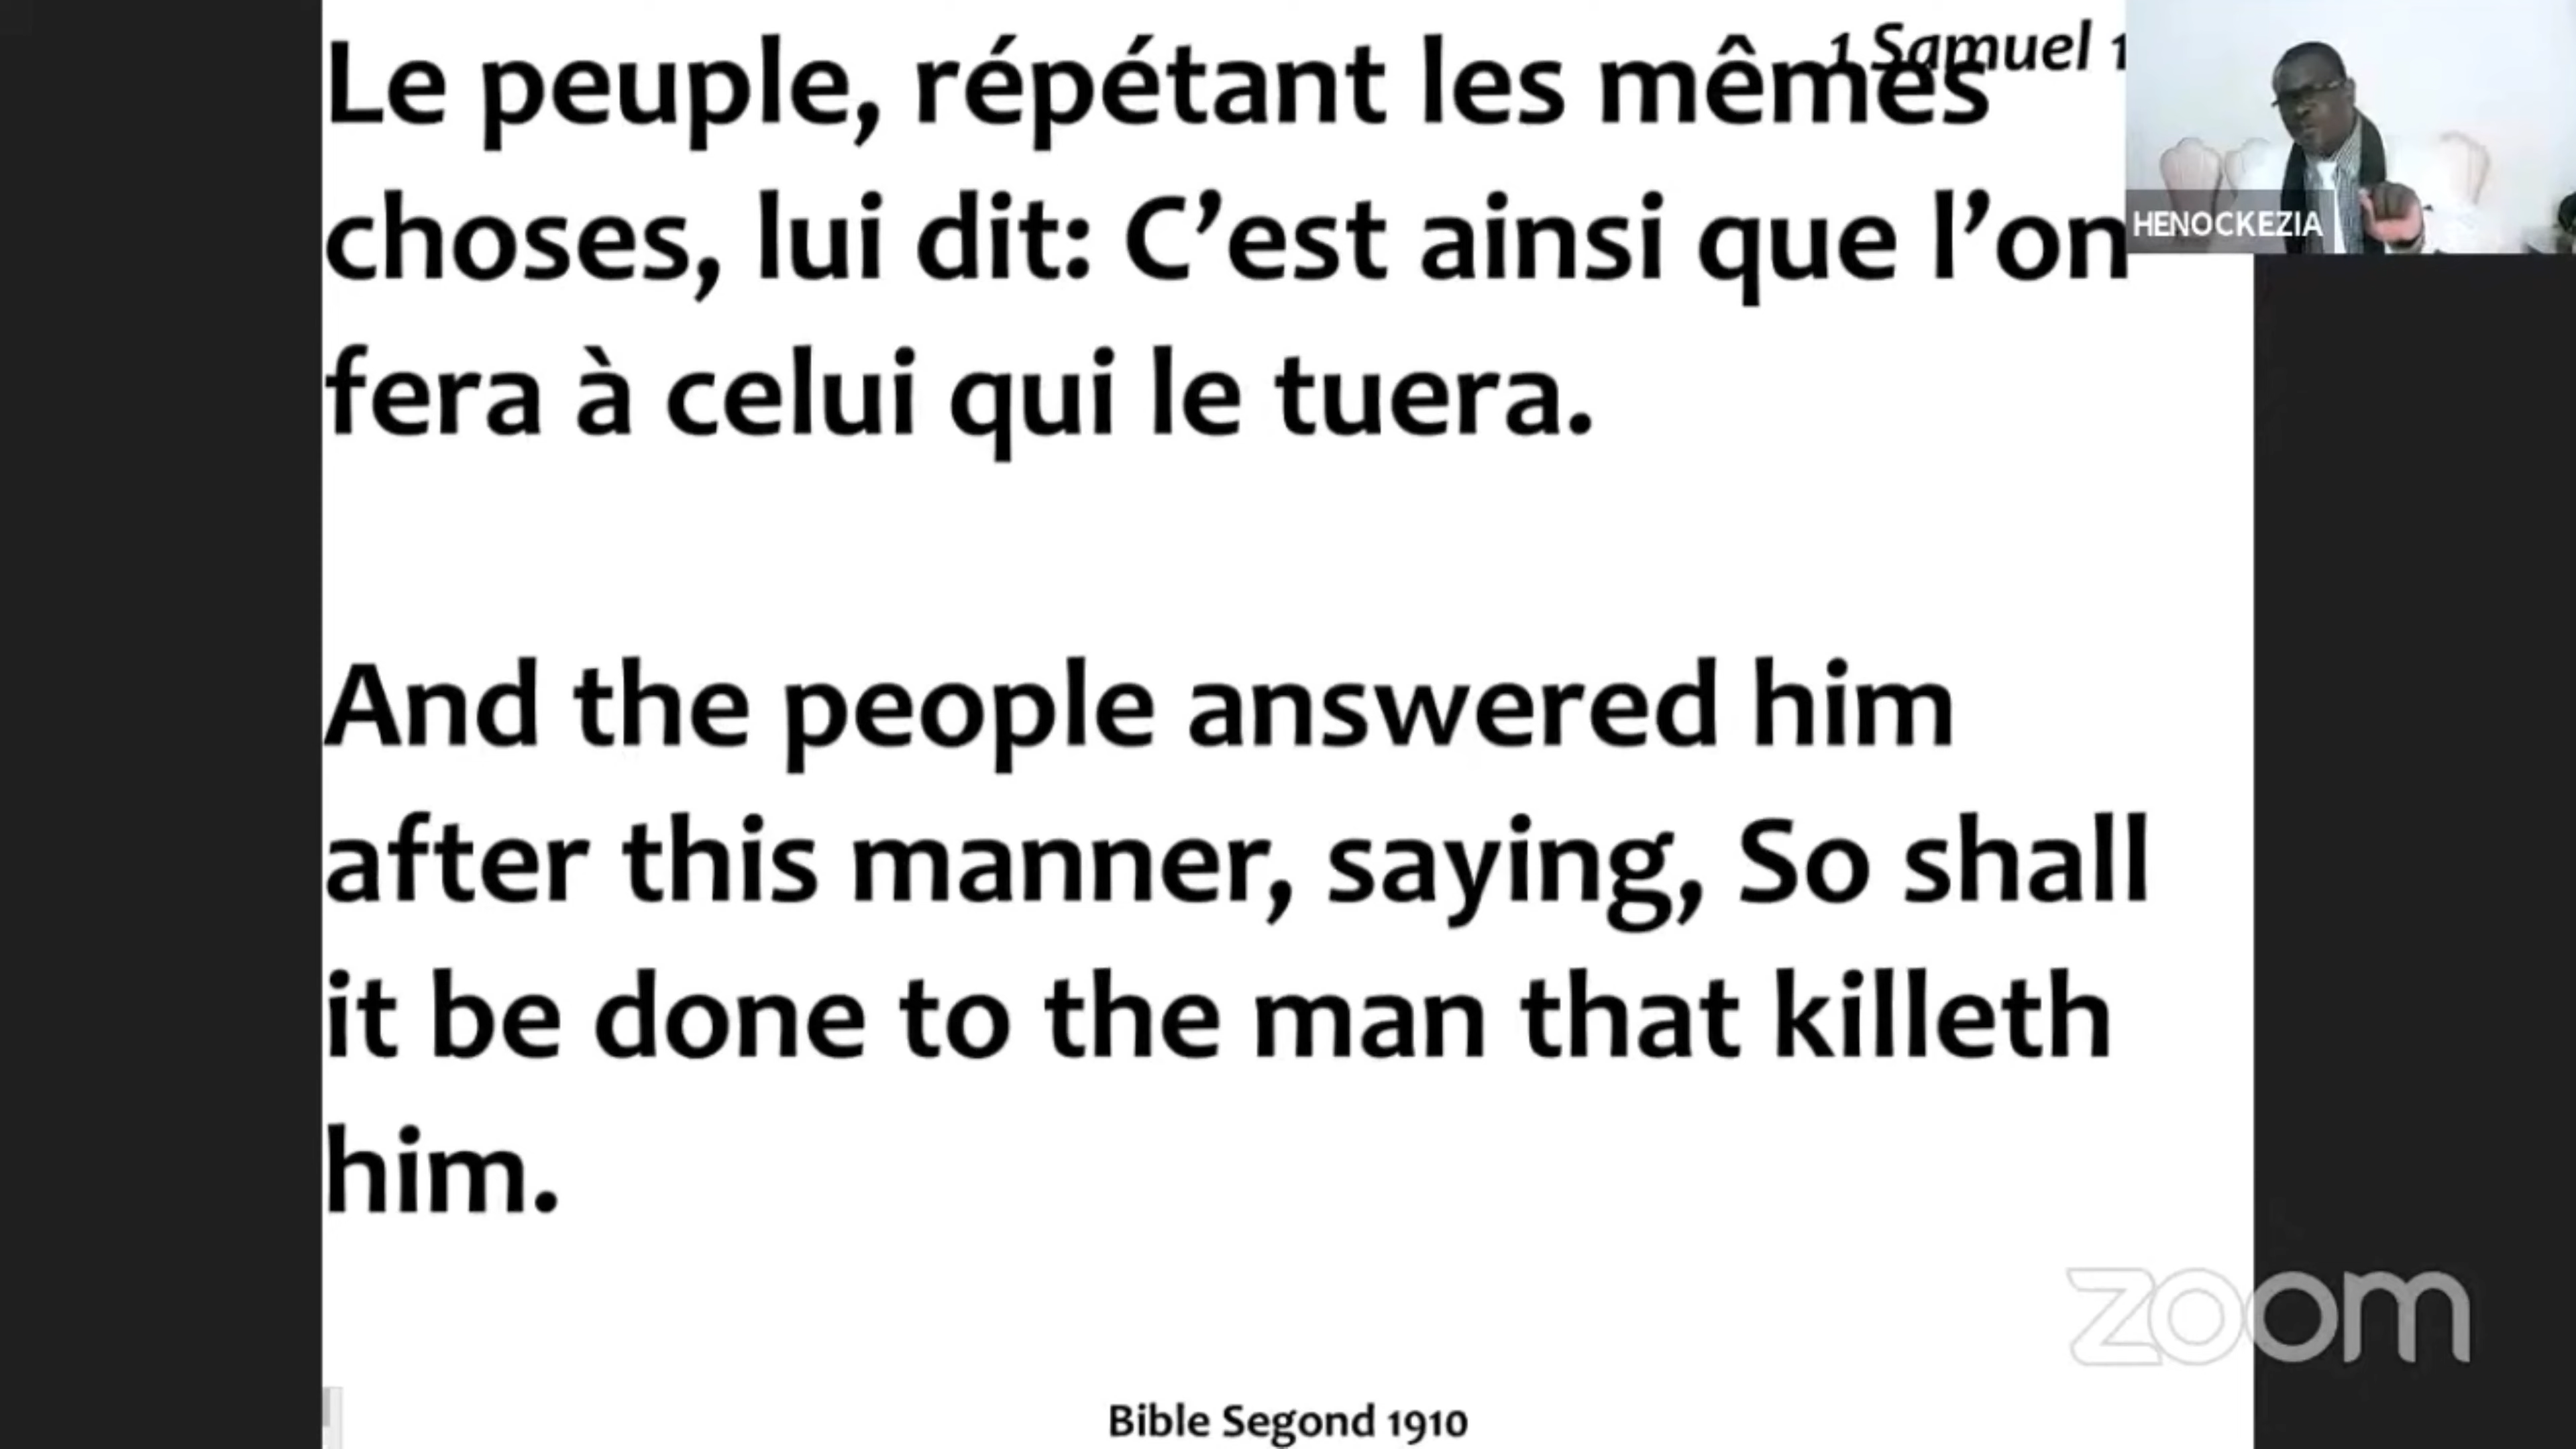 1 Samuel 1
Le peuple, répétant les mêmes
choses, lui dit: C’est ainsi que l’on
fera à celui qui le tuera.
And the people answered him
after this manner, saying, So shall
it be done to the man that killeth
him.
Bible Segond 1910
HENOCKEZIA
zoom